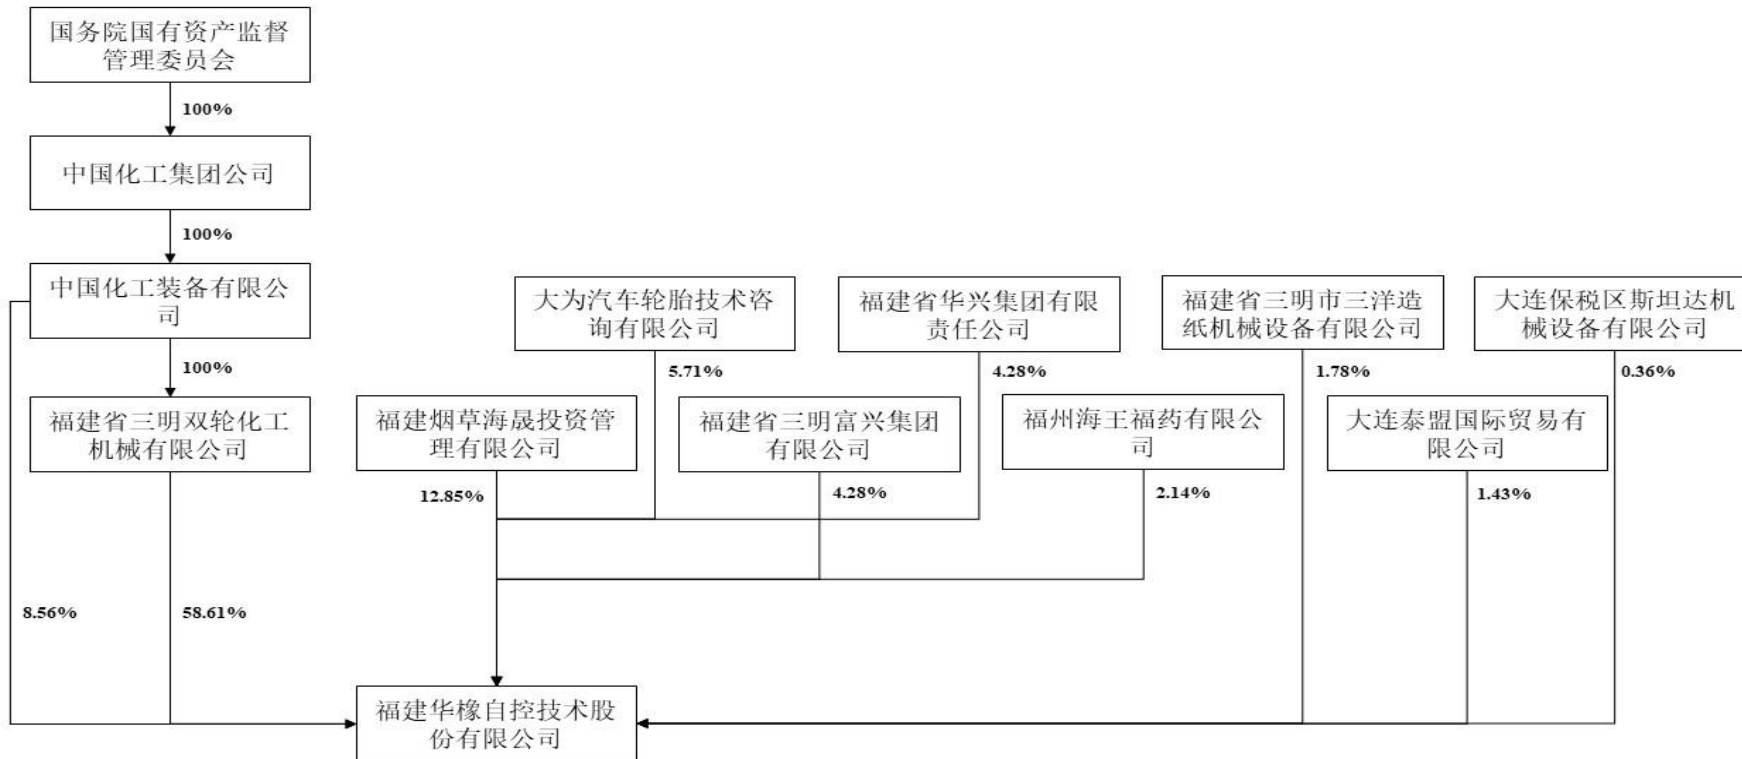 国务院国有资产监督
管理委员会
100%
中国化工集团公司
100%
中国化工装备有限公
司
100%
福建省三明双轮化工
机械有限公司
8.56%
58.61%
大为汽车轮胎技术咨
询有限公司
5.71%
福建省华兴集团有限
责任公司
4.28%
福建省三明市三洋造
纸机械设备有限公司
1.78%
大连保税区斯坦达机
械设备有限公司
0.36%
福建烟草海晟投资管
理有限公司
12.85%
福建省三明富兴集团
有限公司
4.28%
福州海王福药有限公
司
2.14%
大连泰盟国际贸易有
限公司
1.43%
福建华橡自控技术股
份有限公司